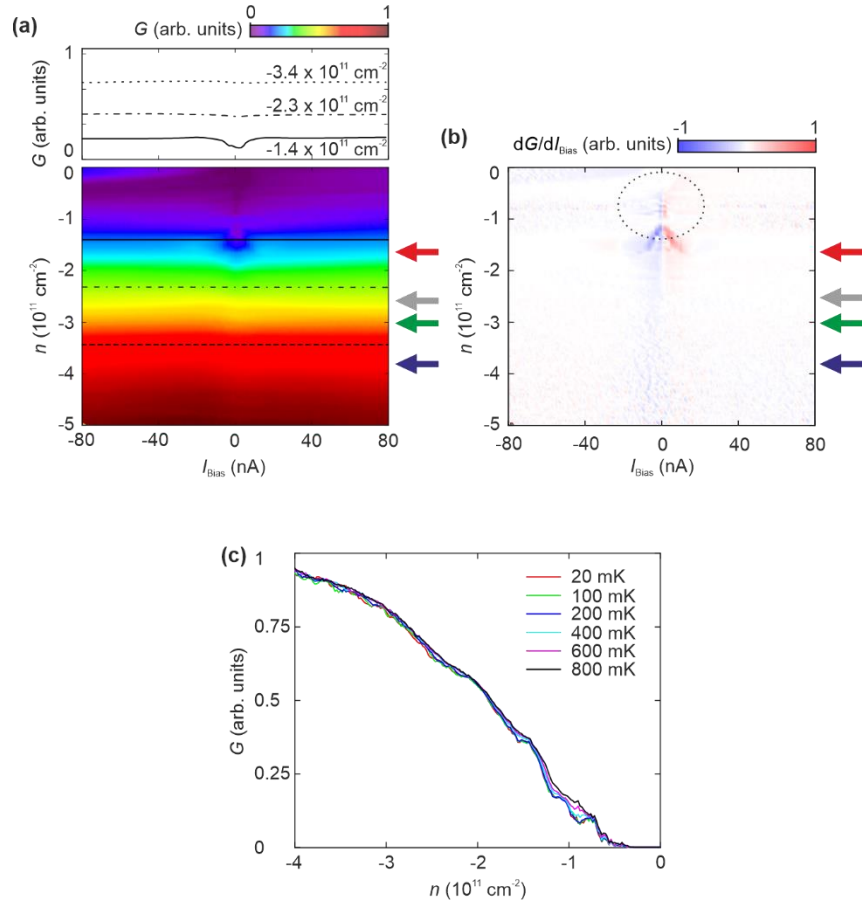 (a)
G (arb. units)
0 1
1
G (arb. units)
0
-3.4 x 10¹¹ cm⁻²
-2.3 x 10¹¹ cm⁻²
-1.4 x 10¹¹ cm⁻²
0
-1
-2
-3
-4
-5
n (10¹¹ cm⁻²)
-80 -40 0 40 80
I_Bias (nA)
(b)
dG/dI_Bias (arb. units)
-1 1
0
-1
-2
-3
-4
-5
n (10¹¹ cm⁻²)
-80 -40 0 40 80
I_Bias (nA)
(c)
1
0.75
0.5
0.25
0
G (arb. units)
20 mK
100 mK
200 mK
400 mK
600 mK
800 mK
-4 -3 -2 -1 0
n (10¹¹ cm⁻²)